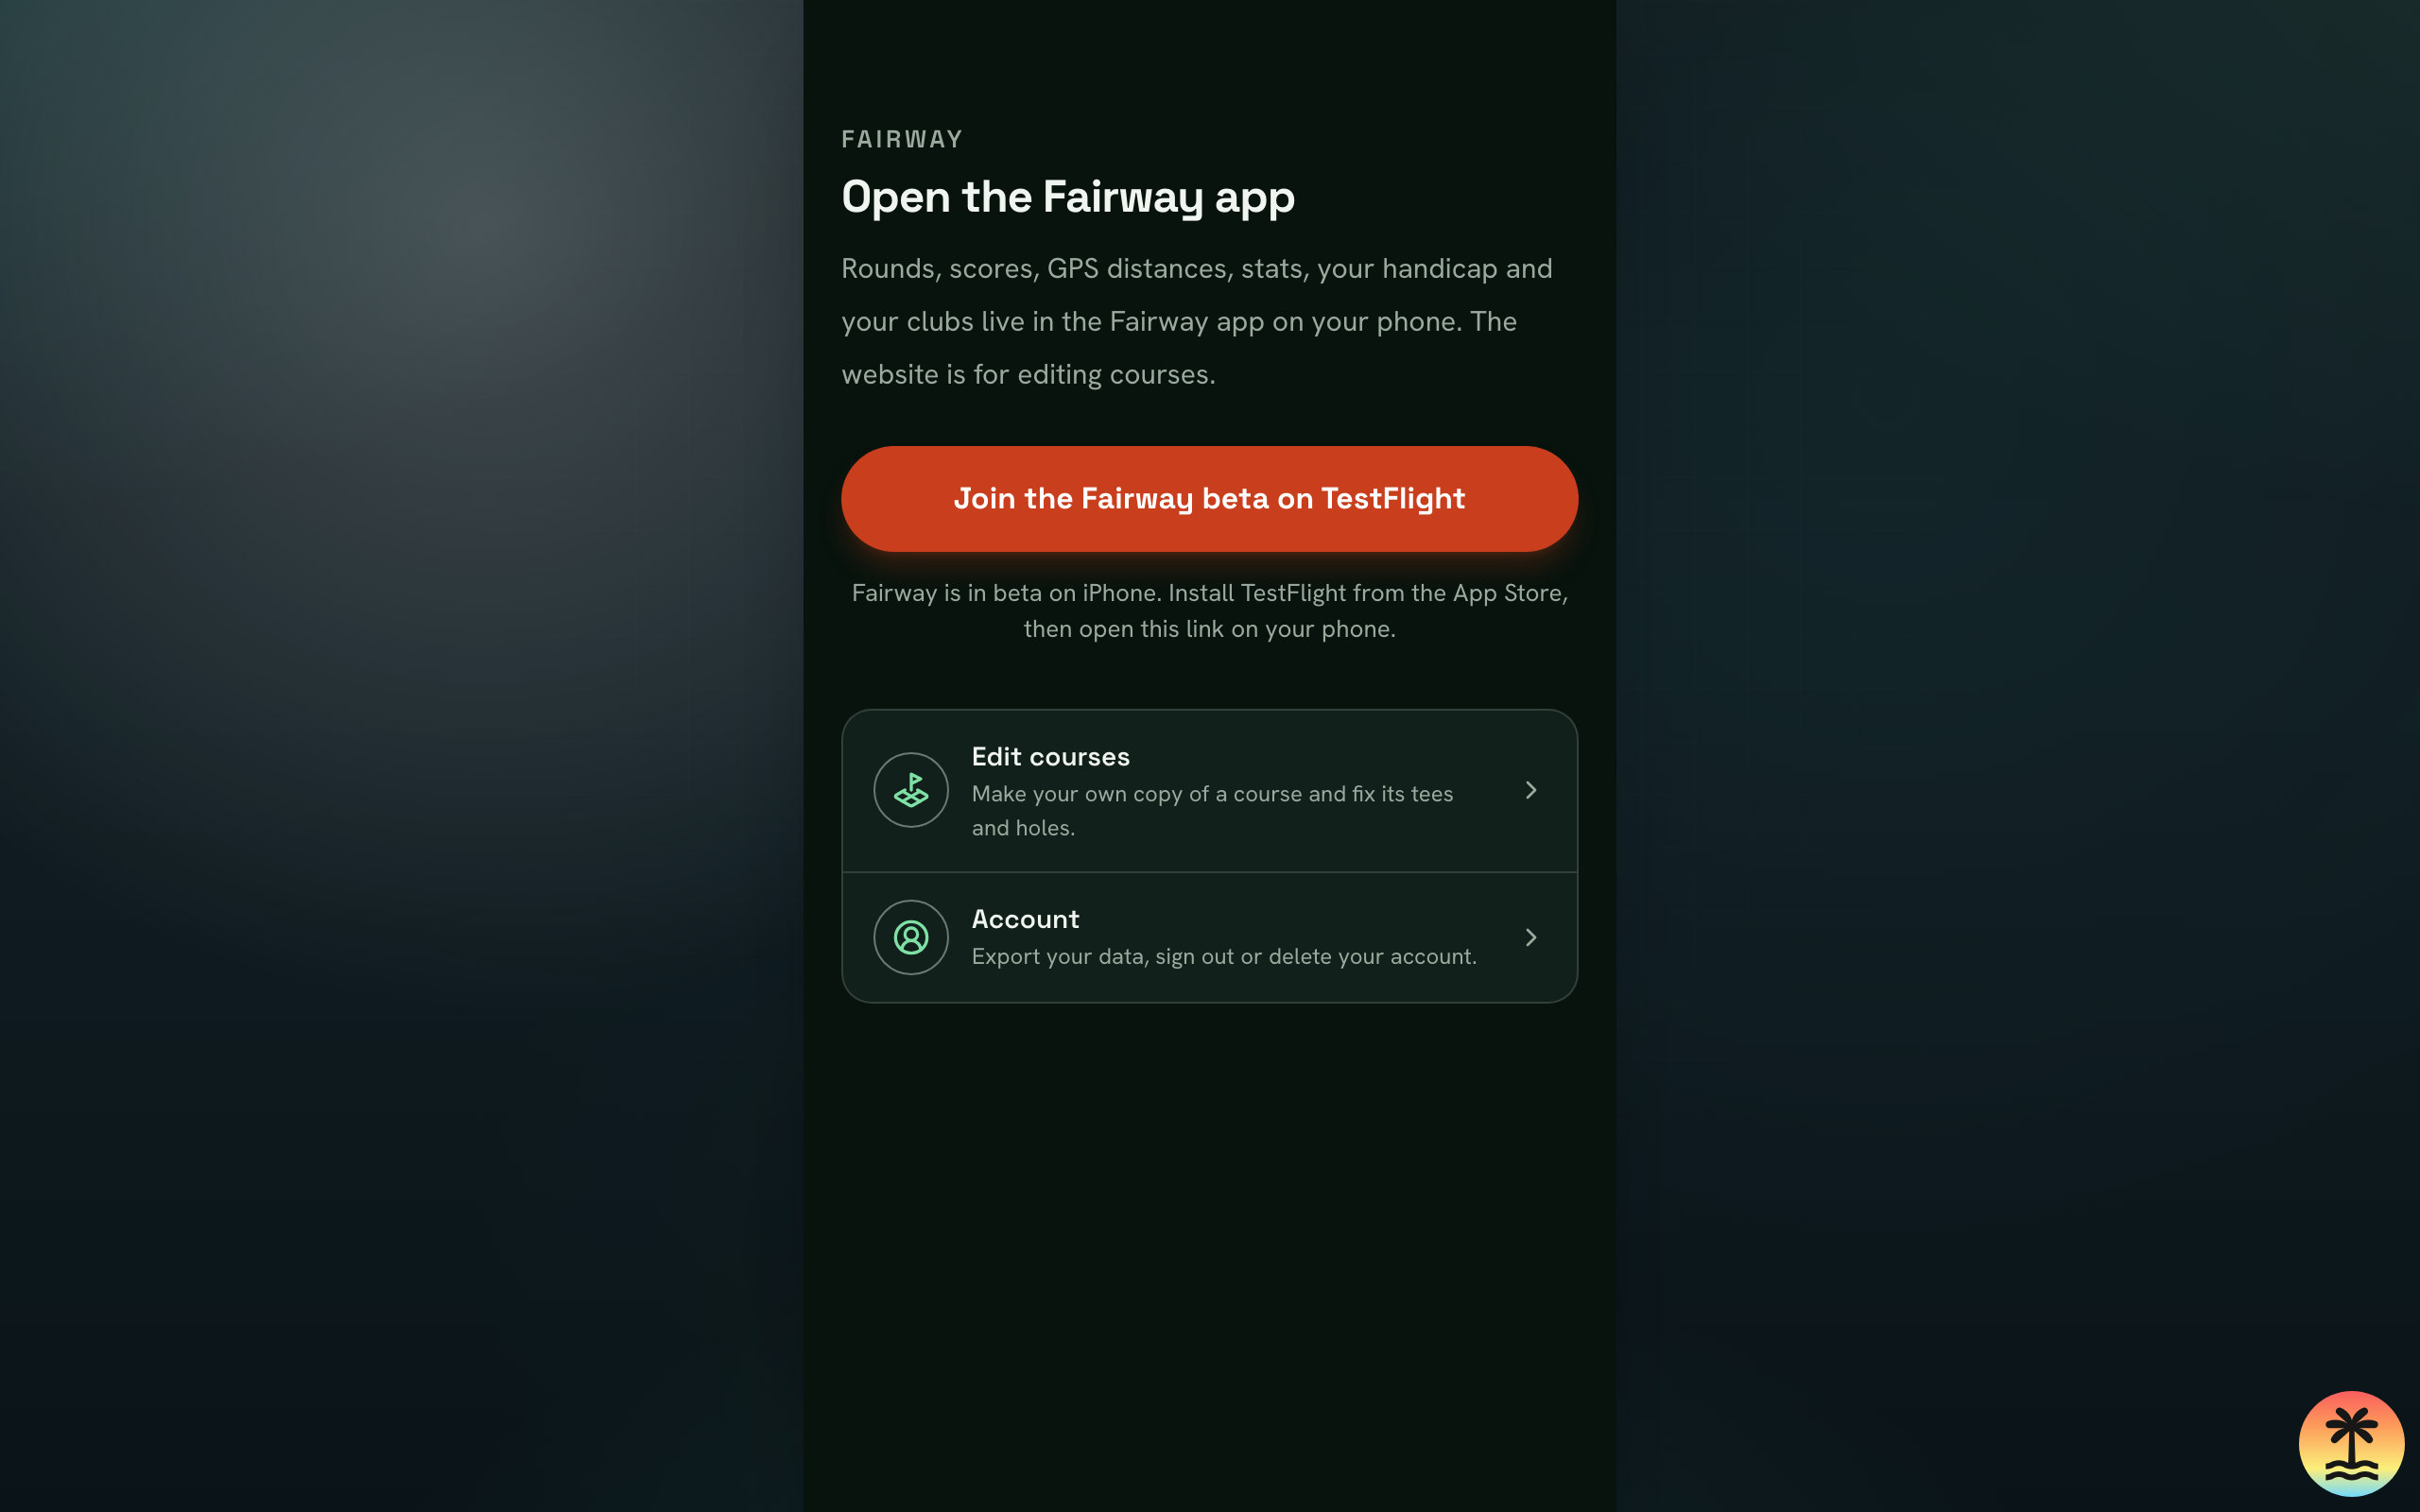 FAIRWAY
Open the Fairway app
Rounds, scores, GPS distances, stats, your handicap and
your clubs live in the Fairway app on your phone. The
website is for editing courses.
Join the Fairway beta on TestFlight
Fairway is in beta on iPhone. Install TestFlight from the App Store,
then open this link on your phone.
Edit courses
Make your own copy of a course and fix its tees
and holes.
Account
Export your data, sign out or delete your account.